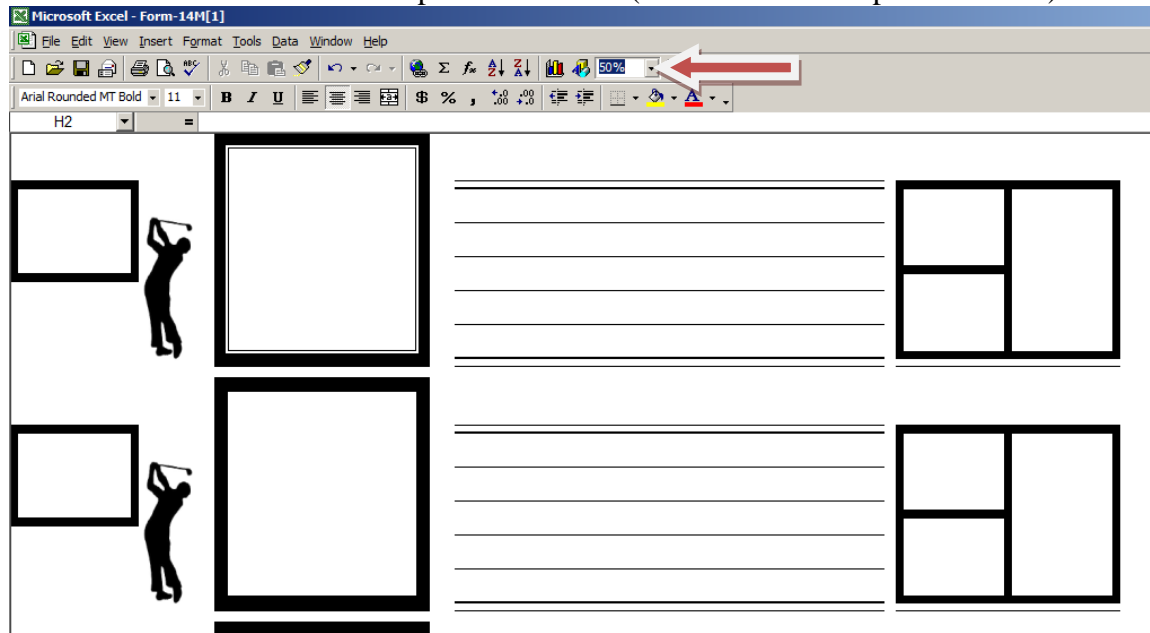 Microsoft Excel - Form-14M[1]
File Edit View Insert Format Tools Data Window Help
50%
Arial Rounded MT Bold 11 B I U $ % ,
H2 =